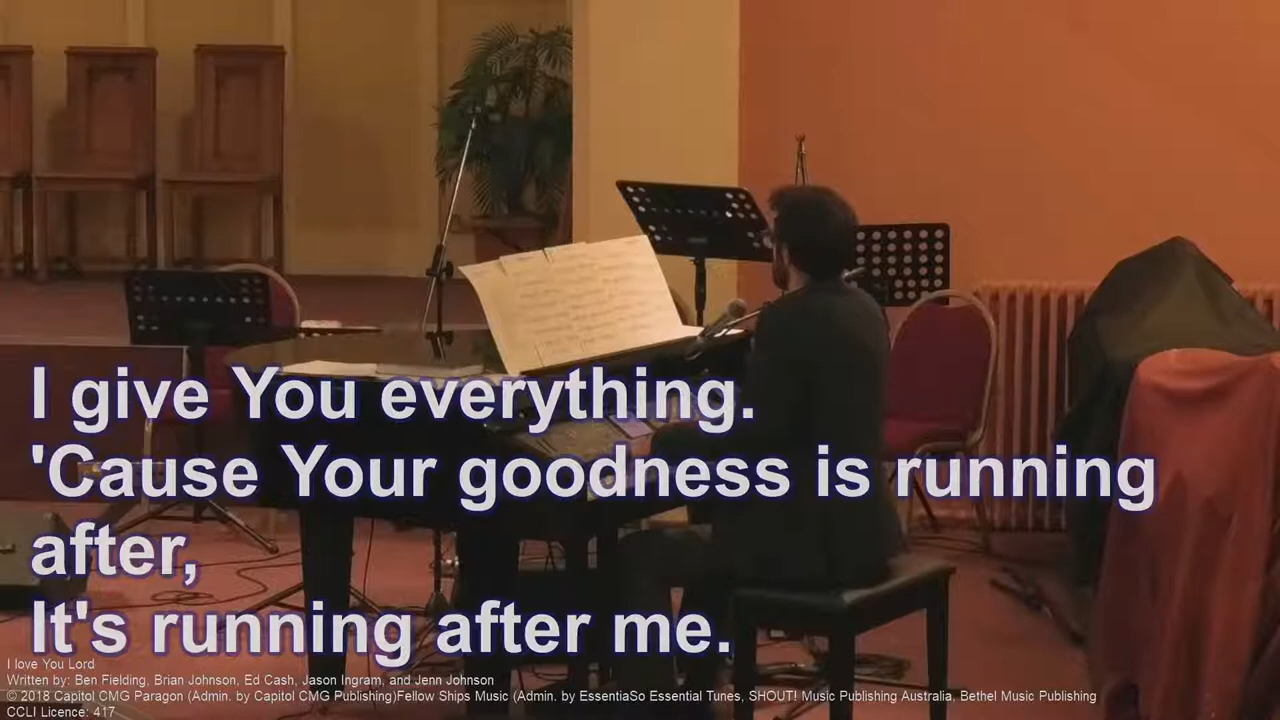 I give You everything.
'Cause Your goodness is running
after,
It's running after me.
I love You Lord
Written by: Ben Fielding, Brian Johnson, Ed Cash, Jason Ingram, and Jenn Johnson
© 2018 Capitol CMG Paragon (Admin. by Capitol CMG Publishing)Fellow Ships Music (Admin. by EssentiaSo Essential Tunes, SHOUT! Music Publishing Australia, Bethel Music Publishing
CCLI Licence: 417